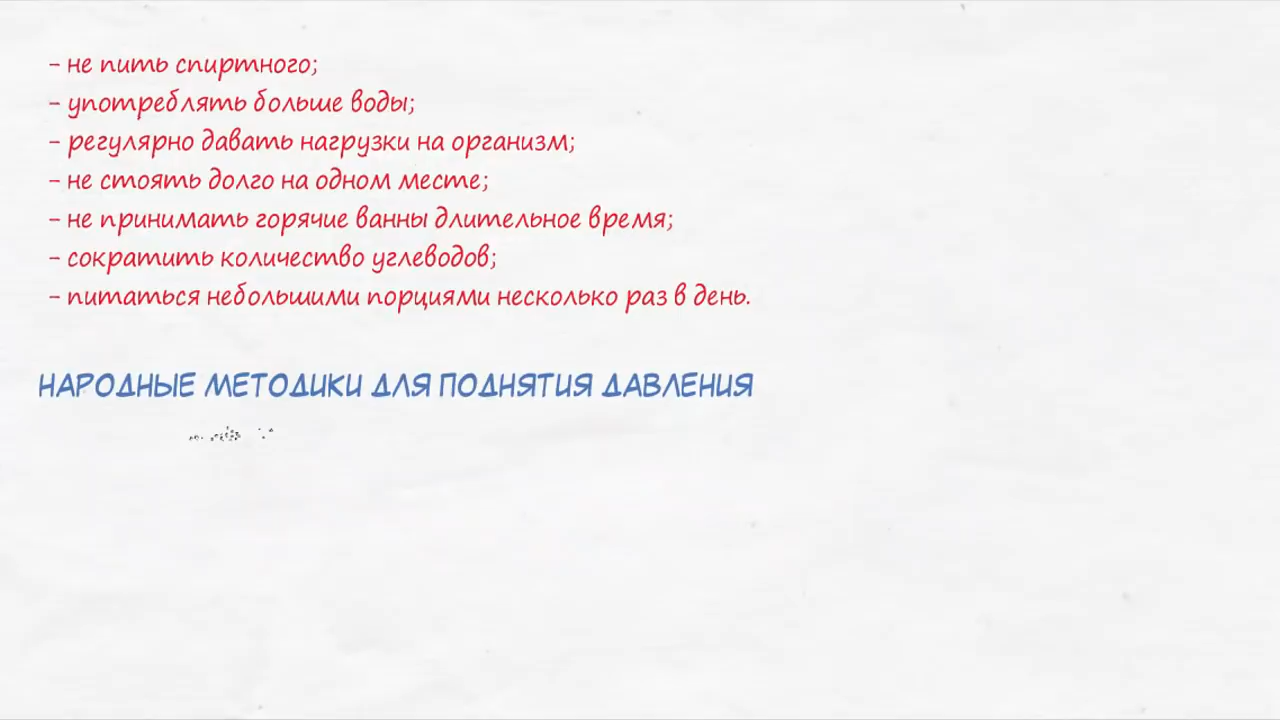 - не пить спиртного;
- употреблять больше воды;
- регулярно давать нагрузки на организм;
- не стоять долго на одном месте;
- не принимать горячие ванны длительное время;
- сократить количество углеводов;
- питаться небольшими порциями несколько раз в день.
НАРОДНЫЕ МЕТОДИКИ ДЛЯ ПОДНЯТИЯ ДАВЛЕНИЯ